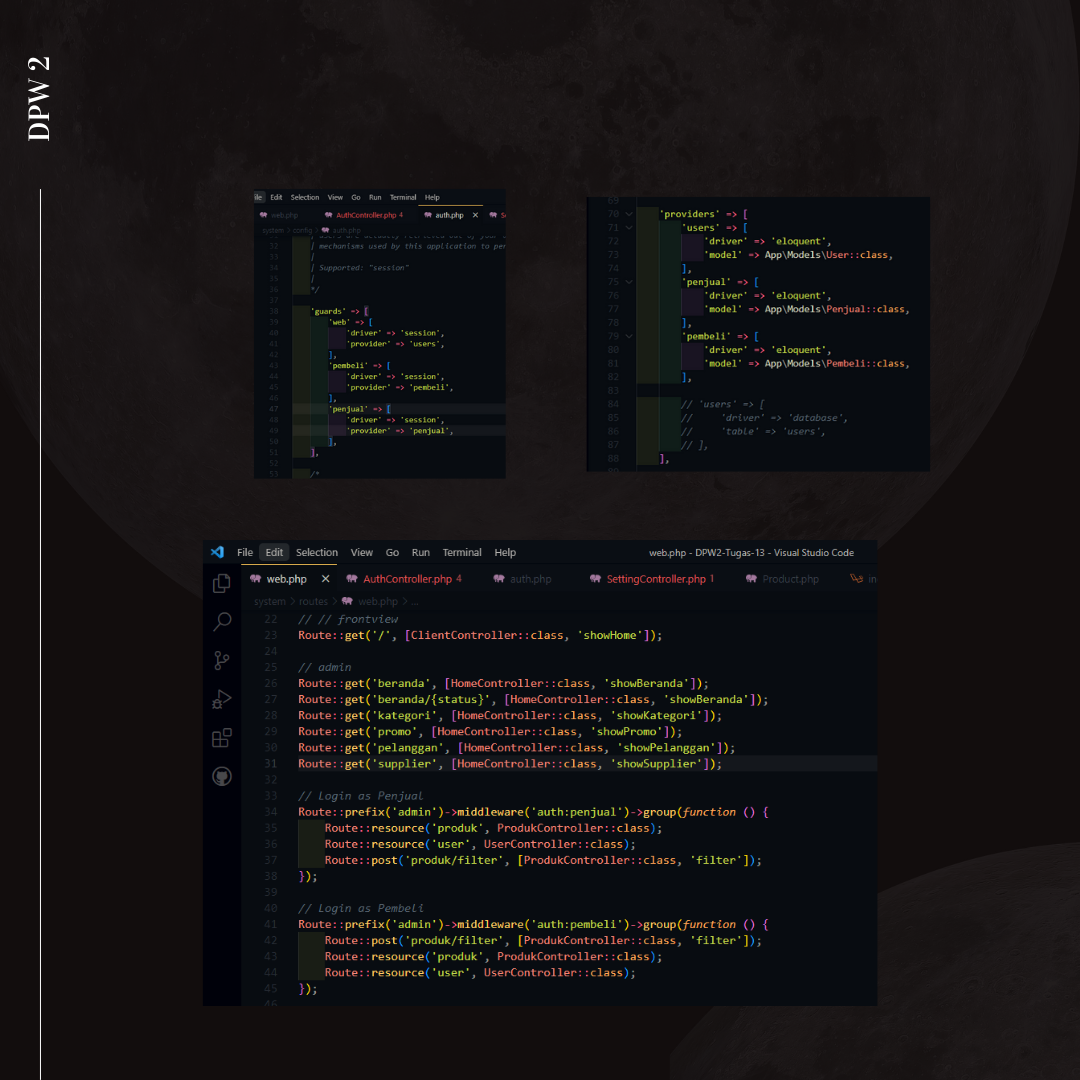 DPW 2
ile Edit Selection View Go Run Terminal Help
web.php AuthController.php 4 auth.php ✕
system > config > auth.php
32 | mechanisms used by this application to per
33 |
34 | Supported: "session"
35 |
36 */
37
38 'guards' => [
39 'web' => [
40 'driver' => 'session',
41 'provider' => 'users',
42 ],
43 'pembeli' => [
44 'driver' => 'session',
45 'provider' => 'pembeli',
46 ],
47 'penjual' => [
48 'driver' => 'session',
49 'provider' => 'penjual',
50 ],
51 ],
52
53 /*
69
70 'providers' => [
71 'users' => [
72 'driver' => 'eloquent',
73 'model' => App\Models\User::class,
74 ],
75 'penjual' => [
76 'driver' => 'eloquent',
77 'model' => App\Models\Penjual::class,
78 ],
79 'pembeli' => [
80 'driver' => 'eloquent',
81 'model' => App\Models\Pembeli::class,
82 ],
83
84 // 'users' => [
85 //     'driver' => 'database',
86 //     'table' => 'users',
87 // ],
88 ],
File Edit Selection View Go Run Terminal Help web.php - DPW2-Tugas-13 - Visual Studio Code
web.php ✕ AuthController.php 4 auth.php SettingController.php 1 Product.php in
system > routes > web.php > ...
22 // // frontview
23 Route::get('/', [ClientController::class, 'showHome']);
24
25 // admin
26 Route::get('beranda', [HomeController::class, 'showBeranda']);
27 Route::get('beranda/{status}', [HomeController::class, 'showBeranda']);
28 Route::get('kategori', [HomeController::class, 'showKategori']);
29 Route::get('promo', [HomeController::class, 'showPromo']);
30 Route::get('pelanggan', [HomeController::class, 'showPelanggan']);
31 Route::get('supplier', [HomeController::class, 'showSupplier']);
32
33 // Login as Penjual
34 Route::prefix('admin')->middleware('auth:penjual')->group(function () {
35 Route::resource('produk', ProdukController::class);
36 Route::resource('user', UserController::class);
37 Route::post('produk/filter', [ProdukController::class, 'filter']);
38 });
39
40 // Login as Pembeli
41 Route::prefix('admin')->middleware('auth:pembeli')->group(function () {
42 Route::post('produk/filter', [ProdukController::class, 'filter']);
43 Route::resource('produk', ProdukController::class);
44 Route::resource('user', UserController::class);
45 });
46